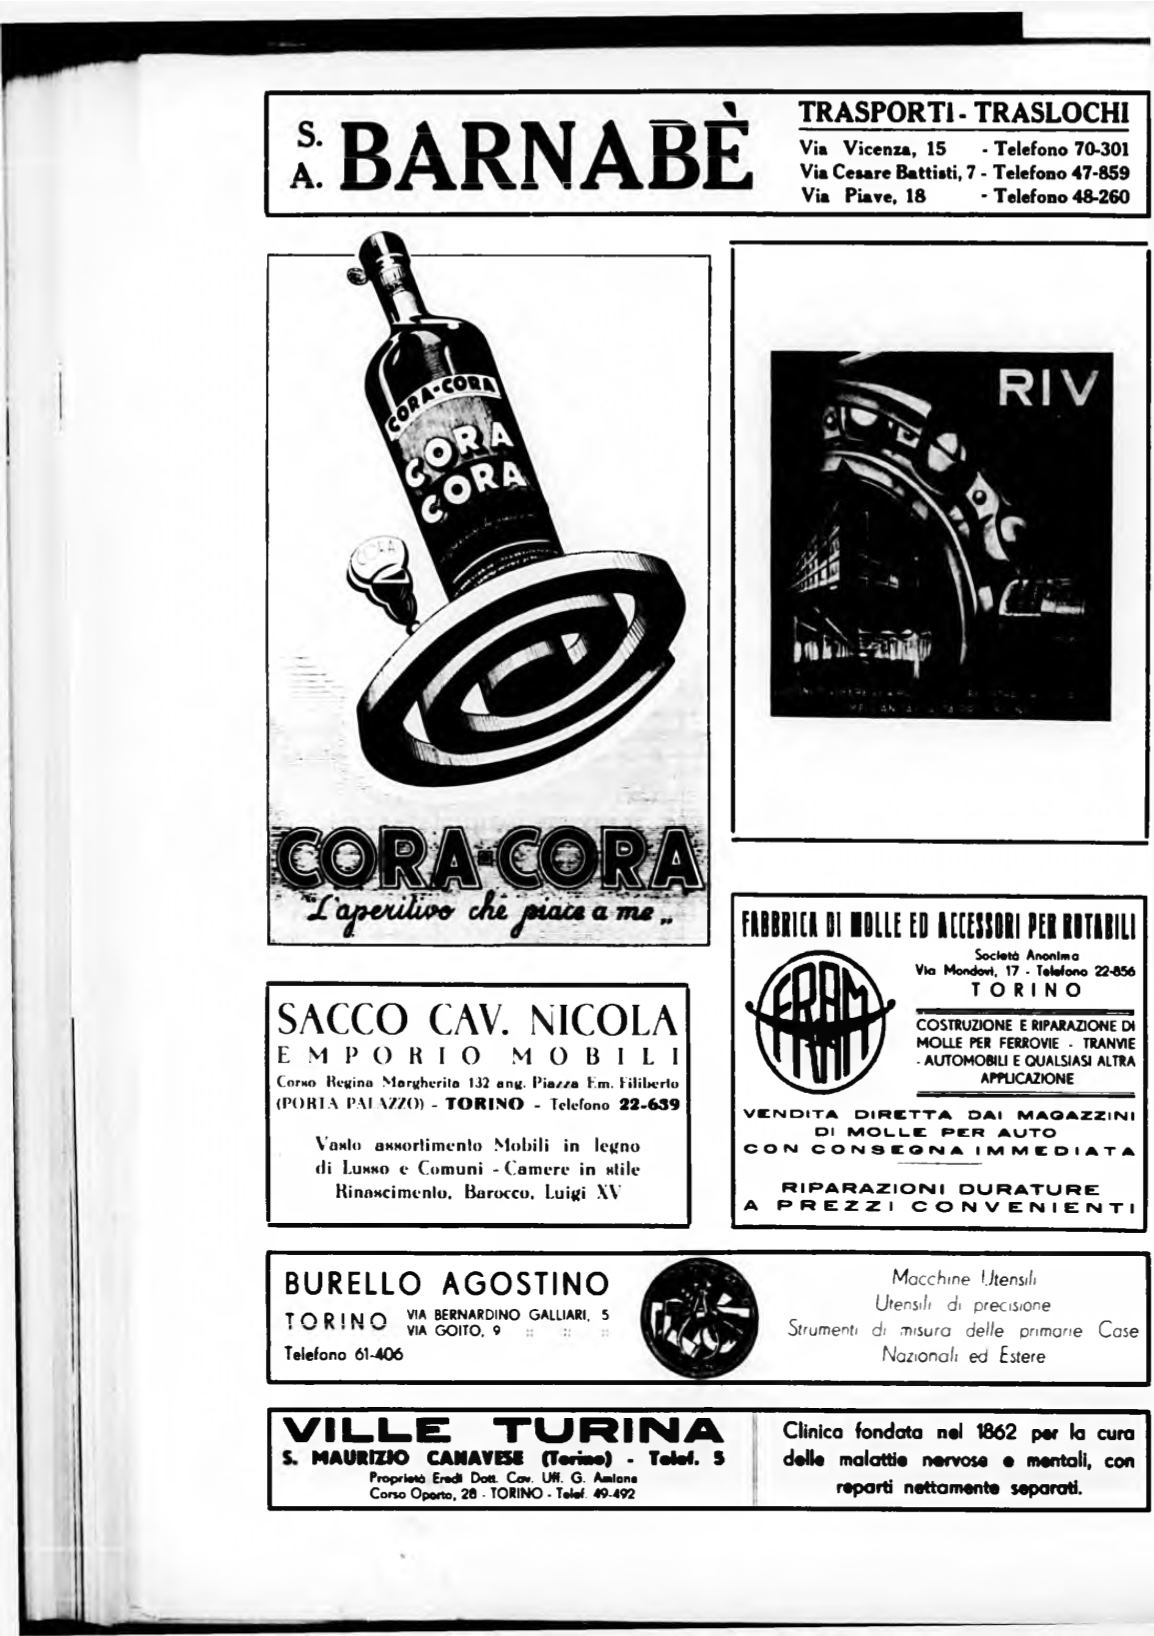 S. A. BARNABÈ
TRASPORTI - TRASLOCHI
Via Vicenza, 15 - Telefono 70-301
Via Cesare Battisti, 7 - Telefono 47-859
Via Piave, 18 - Telefono 48-260
CORA-CORA
CORA
CORA
CORA
CORA-CORA
"L'aperitivo che piace a me„
RIV
SACCO CAV. NICOLA
EMPORIO MOBILI
Corso Regina Margherita 132 ang. Piazza Em. Filiberto
(PORTA PALAZZO) - TORINO - Telefono 22-639
Vasto assortimento Mobili in legno
di Lusso e Comuni - Camere in stile
Rinascimento, Barocco, Luigi XV
FABBRICA DI MOLLE ED ACCESSORI PER ROTABILI
FRAM
Società Anonima
Via Mondovì, 17 - Telefono 22-856
TORINO
COSTRUZIONE E RIPARAZIONE DI
MOLLE PER FERROVIE - TRANVIE
- AUTOMOBILI E QUALSIASI ALTRA
APPLICAZIONE
VENDITA DIRETTA DAI MAGAZZINI
DI MOLLE PER AUTO
CON CONSEGNA IMMEDIATA
RIPARAZIONI DURATURE
A PREZZI CONVENIENTI
BURELLO AGOSTINO
TORINO VIA BERNARDINO GALLIARI, 5
VIA GOITO, 9 :: :: ::
Telefono 61-406
Macchine Utensili
Utensili di precisione
Strumenti di misura delle primarie Case
Nazionali ed Estere
VILLE TURINA
S. MAURIZIO CANAVESE (Torino) - Telef. 5
Proprietà Eredi Dott. Cav. Uff. G. Amione
Corso Oporto, 28 - TORINO - Telef. 49-492
Clinica fondata nel 1862 per la cura
delle malattie nervose e mentali, con
reparti nettamente separati.